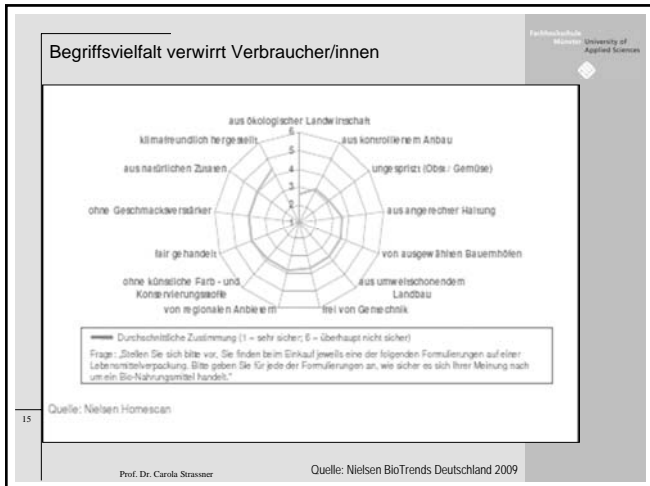 Begriffsvielfalt verwirrt Verbraucher/innen
Fachhochschule
Münster University of
Applied Sciences
aus ökologischer Landwirtschaft
klimafreundlich hergestellt
aus kontrolliertem Anbau
aus natürlichen Zutaten
ungespritzt (Obst / Gemüse)
ohne Geschmacksverstärker
aus artgerechter Haltung
fair gehandelt
von ausgewählten Bauernhöfen
ohne künstliche Farb- und
Konservierungsstoffe
aus umweltschonendem
Landbau
von regionalen Anbietern
frei von Gentechnik
6
5
4
3
2
1
Durchschnittliche Zustimmung (1 = sehr sicher; 6 = überhaupt nicht sicher)
Frage: „Stellen Sie sich bitte vor, Sie finden beim Einkauf jeweils eine der folgenden Formulierungen auf einer
Lebensmittelverpackung. Bitte geben Sie für jede der Formulierungen an, wie sicher es sich Ihrer Meinung nach
um ein Bio-Nahrungsmittel handelt."
Quelle: Nielsen Homescan
15
Prof. Dr. Carola Strassner
Quelle: Nielsen BioTrends Deutschland 2009